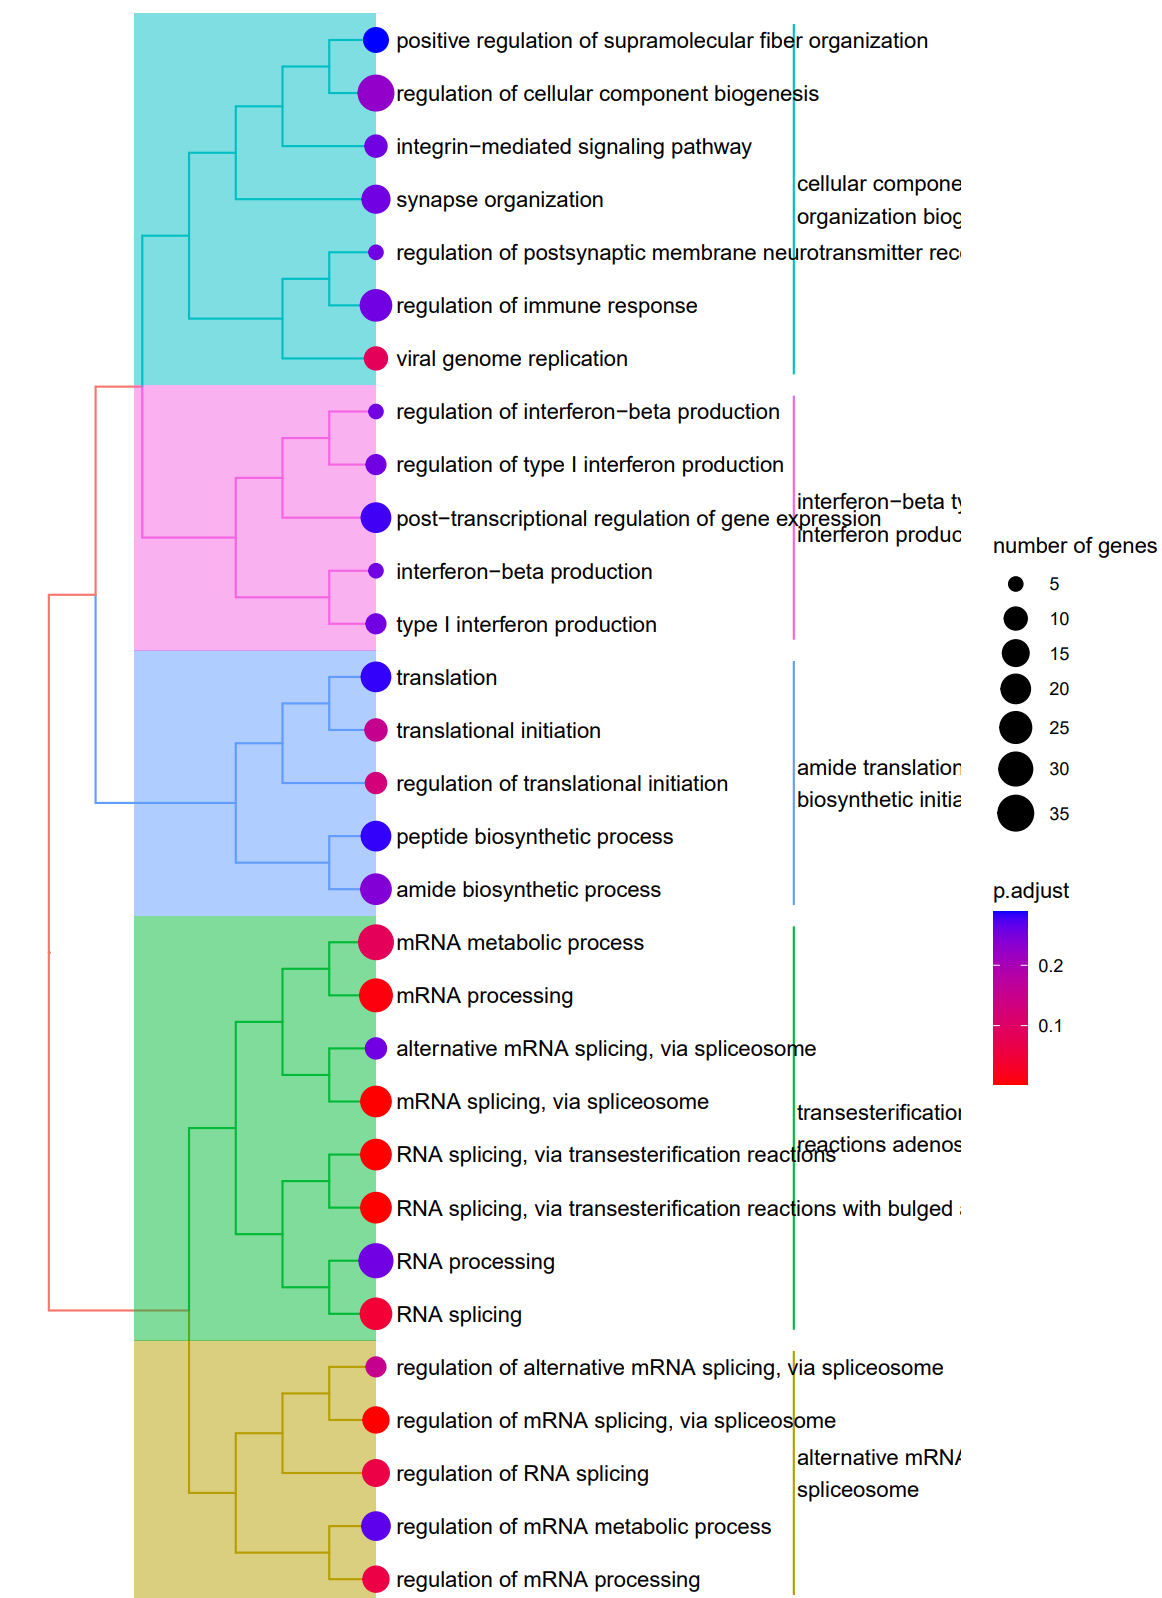 positive regulation of supramolecular fiber organization
regulation of cellular component biogenesis
integrin−mediated signaling pathway
cellular compone
synapse organization
organization biog
regulation of postsynaptic membrane neurotransmitter rec
regulation of immune response
viral genome replication
regulation of interferon−beta production
regulation of type I interferon production
interferon−beta ty
post−transcriptional regulation of gene expression
interferon produc
number of genes
interferon−beta production
5
10
type I interferon production
15
translation
20
translational initiation
25
amide translation
30
regulation of translational initiation
biosynthetic initia
35
peptide biosynthetic process
amide biosynthetic process
p.adjust
mRNA metabolic process
0.2
mRNA processing
0.1
alternative mRNA splicing, via spliceosome
mRNA splicing, via spliceosome
transesterification
reactions adenos
RNA splicing, via transesterification reactions
RNA splicing, via transesterification reactions with bulged
RNA processing
RNA splicing
regulation of alternative mRNA splicing, via spliceosome
regulation of mRNA splicing, via spliceosome
alternative mRNA
regulation of RNA splicing
spliceosome
regulation of mRNA metabolic process
regulation of mRNA processing